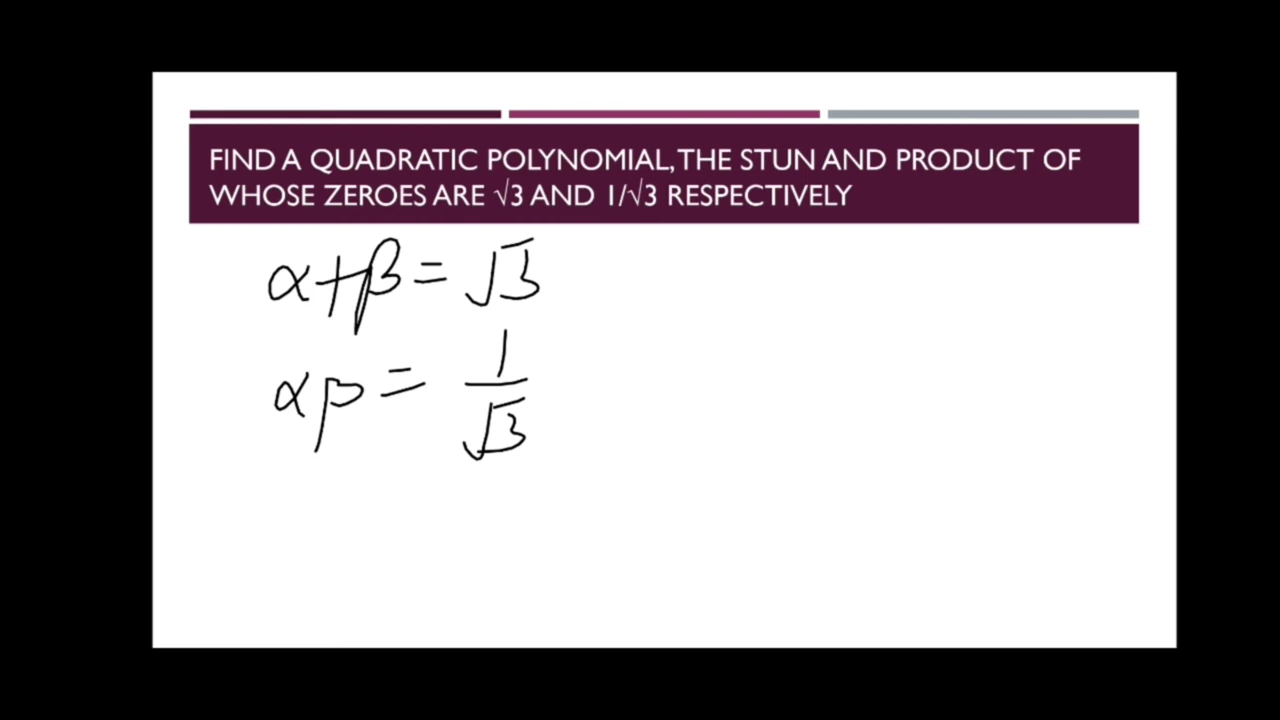 FIND A QUADRATIC POLYNOMIAL, THE STUN AND PRODUCT OF
WHOSE ZEROES ARE √3 AND 1/√3 RESPECTIVELY
α+β = √3
αβ = 1/√3